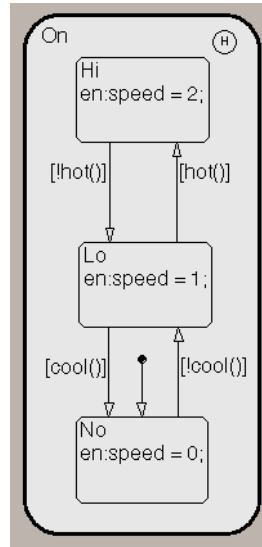 On
H
Hi
en:speed = 2;
[!hot()]
[hot()]
Lo
en:speed = 1;
[cool()]
[!cool()]
No
en:speed = 0;